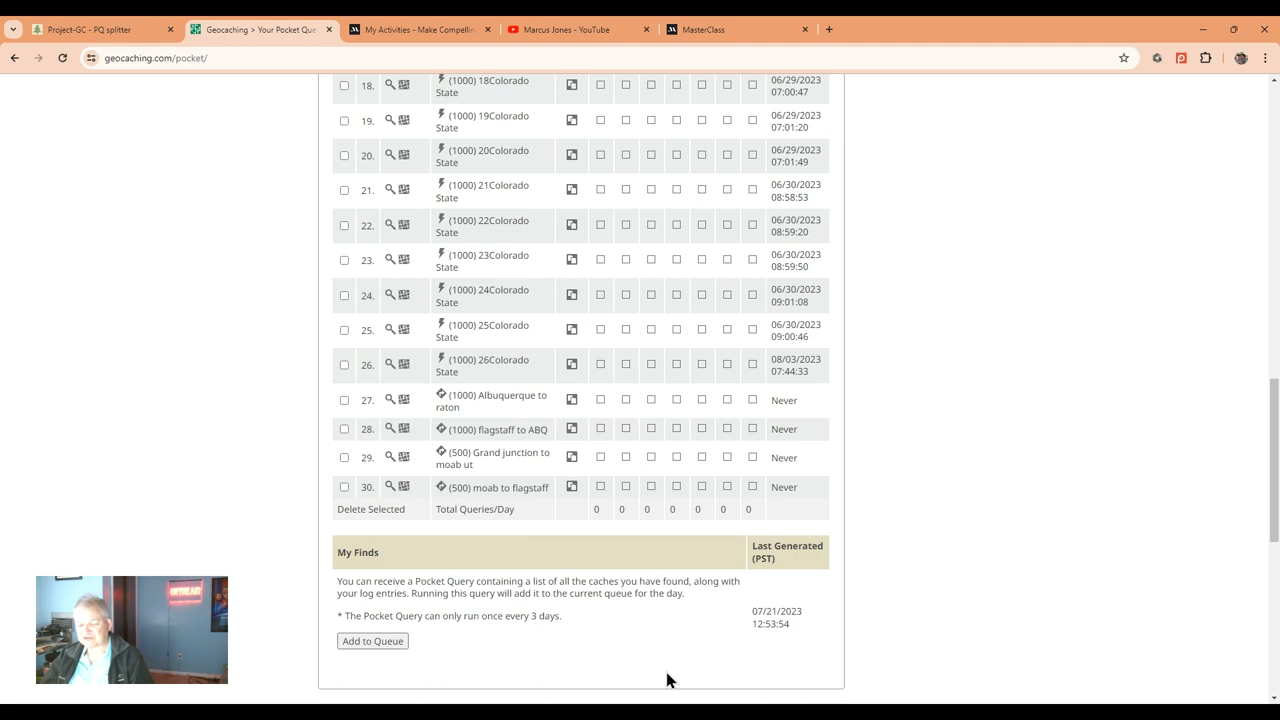 Project-GC - PQ splitter
Geocaching > Your Pocket Que
My Activities - Make Compellin
Marcus Jones - YouTube
MasterClass
geocaching.com/pocket/
18. (1000) 18Colorado State 06/29/2023 07:00:47
19. (1000) 19Colorado State 06/29/2023 07:01:20
20. (1000) 20Colorado State 06/29/2023 07:01:49
21. (1000) 21Colorado State 06/30/2023 08:58:53
22. (1000) 22Colorado State 06/30/2023 08:59:20
23. (1000) 23Colorado State 06/30/2023 08:59:50
24. (1000) 24Colorado State 06/30/2023 09:01:08
25. (1000) 25Colorado State 06/30/2023 09:00:46
26. (1000) 26Colorado State 08/03/2023 07:44:33
27. (1000) Albuquerque to raton Never
28. (1000) flagstaff to ABQ Never
29. (500) Grand junction to moab ut Never
30. (500) moab to flagstaff Never
Delete Selected Total Queries/Day 0 0 0 0 0 0 0
My Finds
Last Generated (PST)
You can receive a Pocket Query containing a list of all the caches you have found, along with
your log entries. Running this query will add it to the current queue for the day.
* The Pocket Query can only run once every 3 days.
07/21/2023
12:53:54
Add to Queue